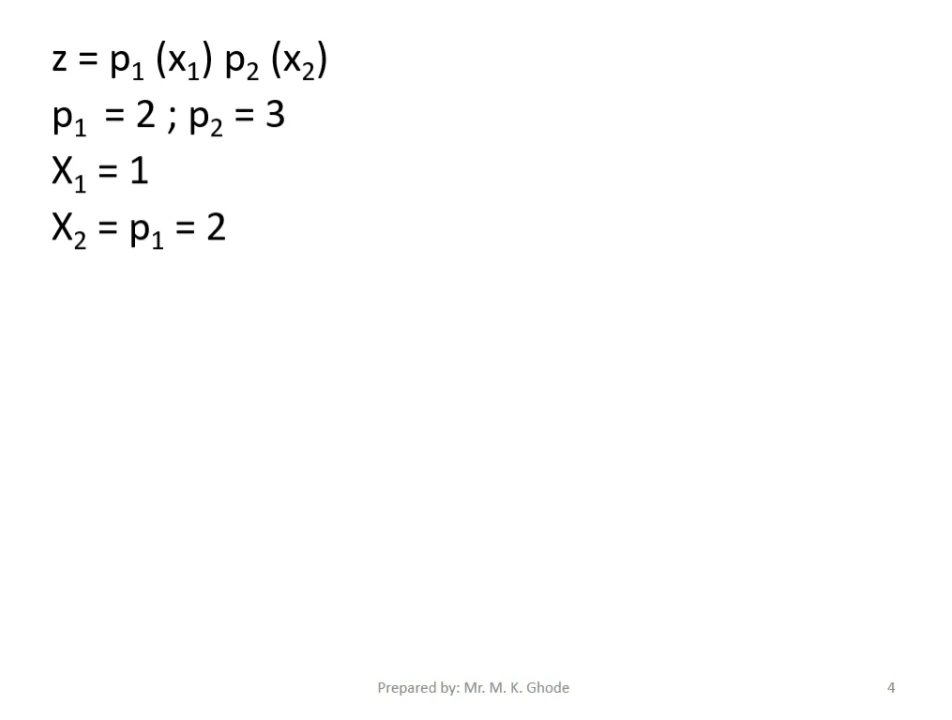 z = p₁ (x₁) p₂ (x₂)
p₁ = 2 ; p₂ = 3
X₁ = 1
X₂ = p₁ = 2
Prepared by: Mr. M. K. Ghode
4